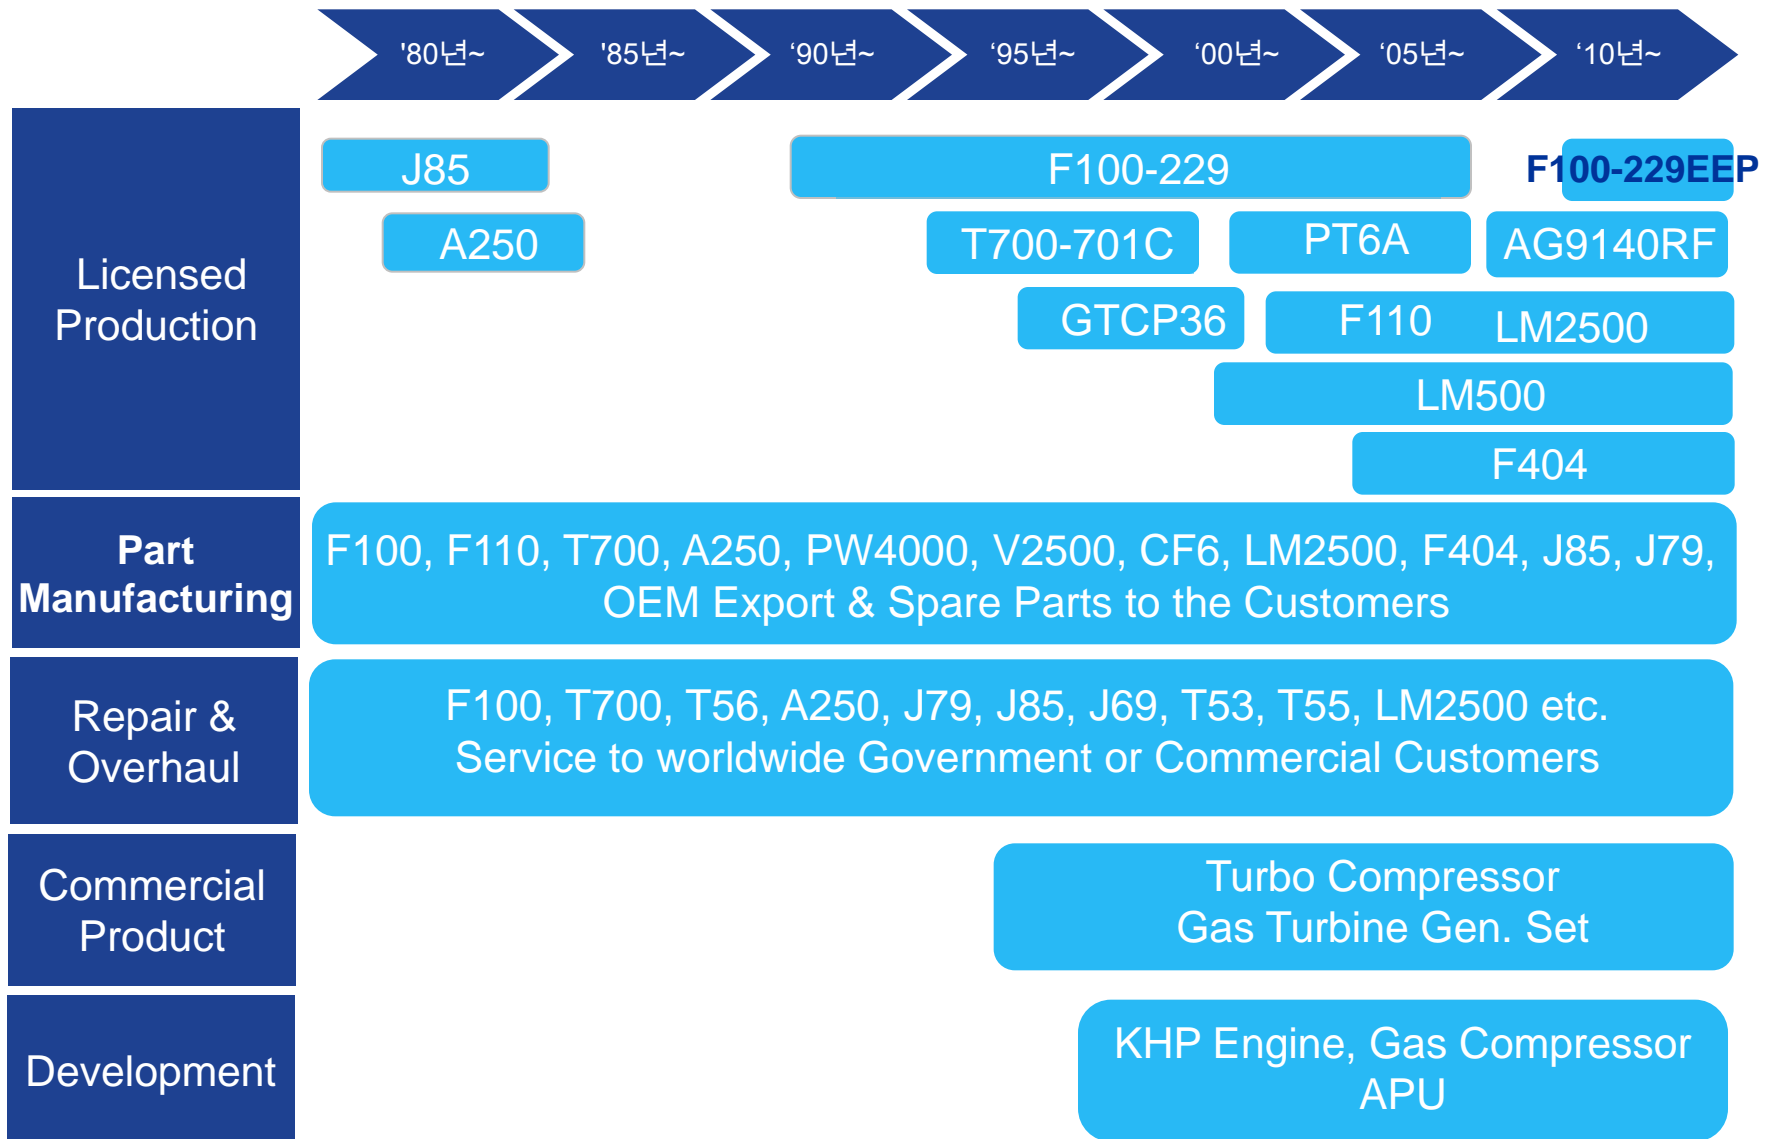 '80년~
'85년~
‘90년~
‘95년~
‘00년~
‘05년~
‘10년~
Licensed
Production
J85
F100-229
F100-229EEP
A250
T700-701C
PT6A
AG9140RF
GTCP36
F110
LM2500
LM500
F404
Part
Manufacturing
F100, F110, T700, A250, PW4000, V2500, CF6, LM2500, F404, J85, J79,
OEM Export & Spare Parts to the Customers
Repair &
Overhaul
F100, T700, T56, A250, J79, J85, J69, T53, T55, LM2500 etc.
Service to worldwide Government or Commercial Customers
Commercial
Product
Turbo Compressor
Gas Turbine Gen. Set
Development
KHP Engine, Gas Compressor
APU